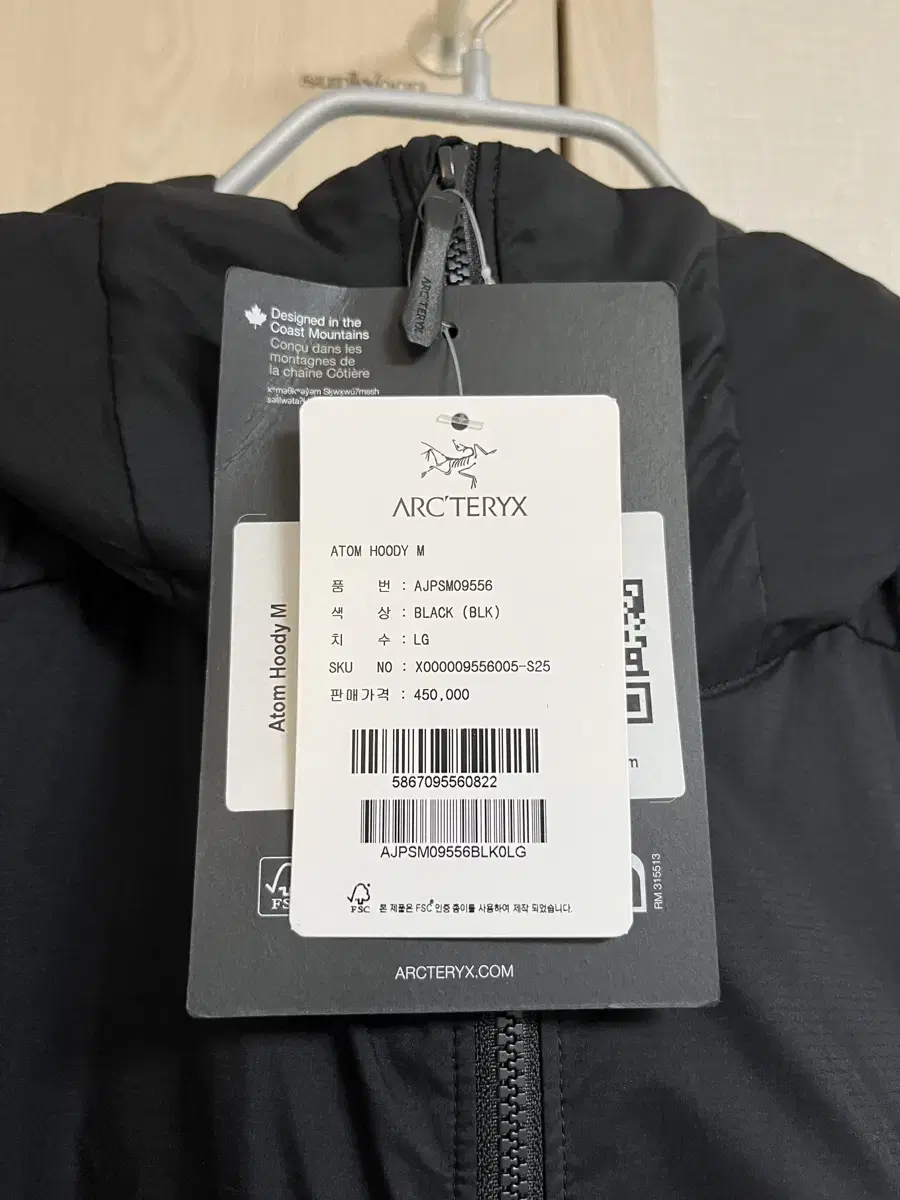 ARC'TERYX
Designed in the
Coast Mountains
Conçu dans les
montagnes de
la chaîne Côtière
ARC'TERYX
ATOM HOODY M
품 번 : AJPSM09556
색 상 : BLACK (BLK)
치 수 : LG
SKU NO : X000009556005-S25
판매가격 : 450,000
5867095560822
AJPSM09556BLK0LG
FSC 본 제품은 FSC® 인증 종이를 사용하여 제작 되었습니다.
Atom Hoody M
FS
RM 315513
ARCTERYX.COM